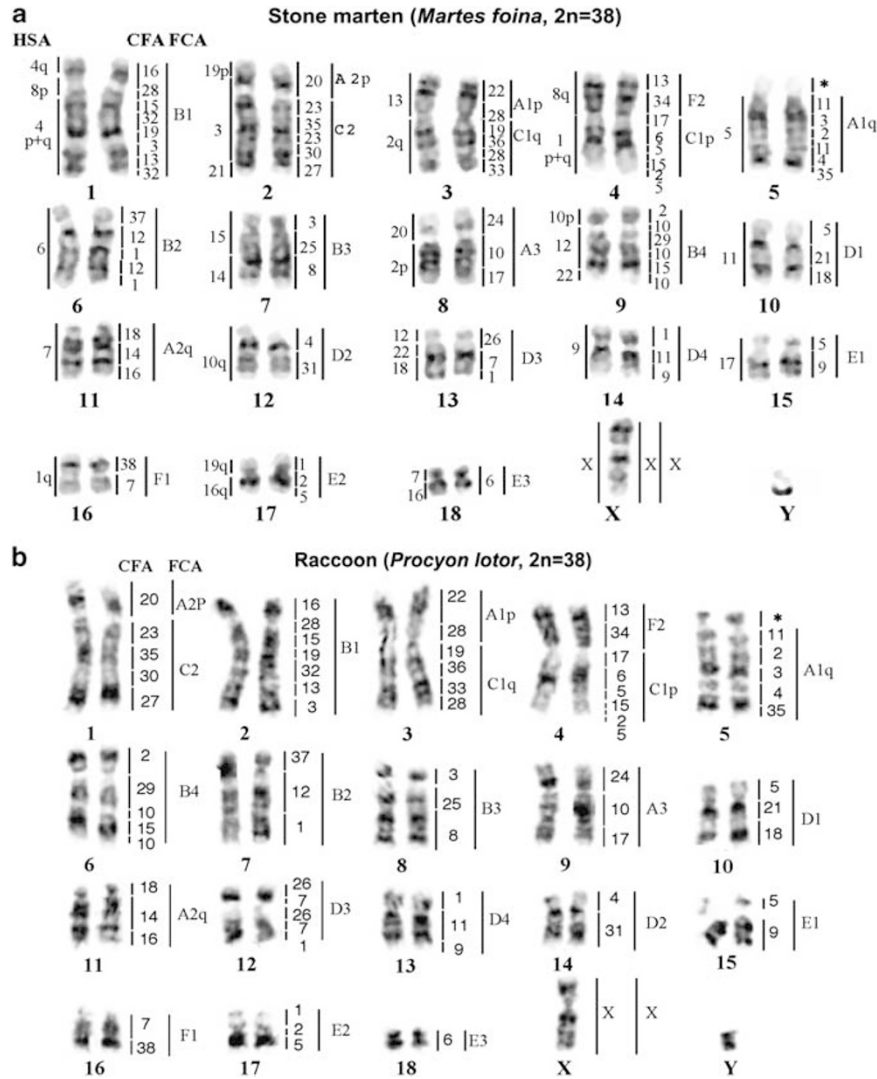 a
Stone marten (Martes foina, 2n=38)
HSA CFA FCA
4q 8p 4 p+q 16 28 15 32 19 3 13 32 B1
1
19p 3 21 20 23 35 23 30 27 A2p C2
2
13 2q 22 28 19 36 28 33 A1p C1q
3
8q 1 p+q 13 34 17 6 5 15 2 5 F2 C1p
4
5 * 11 3 2 11 4 35 A1q
5
6 37 12 1 12 1 B2
6
15 14 3 25 8 B3
7
20 2p 24 10 17 A3
8
10p 12 22 2 10 29 10 15 10 B4
9
11 5 21 18 D1
10
7 18 14 16 A2q
11
10q 4 31 D2
12
12 22 18 26 7 1 D3
13
9 1 11 9 D4
14
17 5 9 E1
15
1q 38 7 F1
16
19q 16q 1 2 5 E2
17
7 16 6 E3
18
X X X
X
Y
b
Raccoon (Procyon lotor, 2n=38)
CFA FCA
20 23 35 30 27 A2P C2
1
16 28 15 19 32 13 3 B1
2
22 28 19 36 33 28 A1p C1q
3
13 34 17 6 5 15 2 5 F2 C1p
4
* 11 2 3 4 35 A1q
5
2 29 10 15 10 B4
6
37 12 1 B2
7
3 25 8 B3
8
24 10 17 A3
9
5 21 18 D1
10
18 14 16 A2q
11
26 7 26 7 1 D3
12
1 11 9 D4
13
4 31 D2
14
5 9 E1
15
7 38 F1
16
1 2 5 E2
17
6 E3
18
X X
X
Y